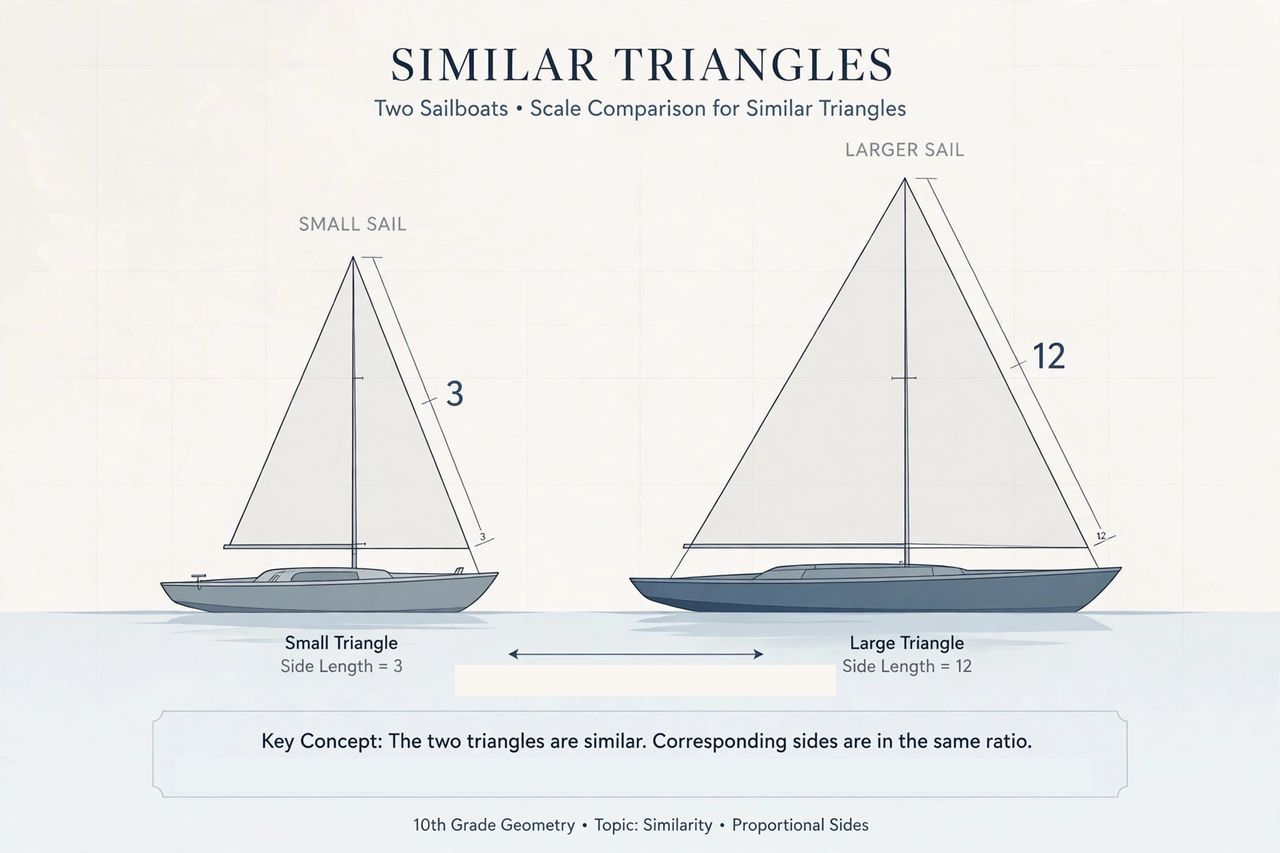 SIMILAR TRIANGLES
Two Sailboats • Scale Comparison for Similar Triangles
LARGER SAIL
SMALL SAIL
12
3
3
12
Small Triangle
Side Length = 3
Large Triangle
Side Length = 12
Key Concept: The two triangles are similar. Corresponding sides are in the same ratio.
10th Grade Geometry • Topic: Similarity • Proportional Sides